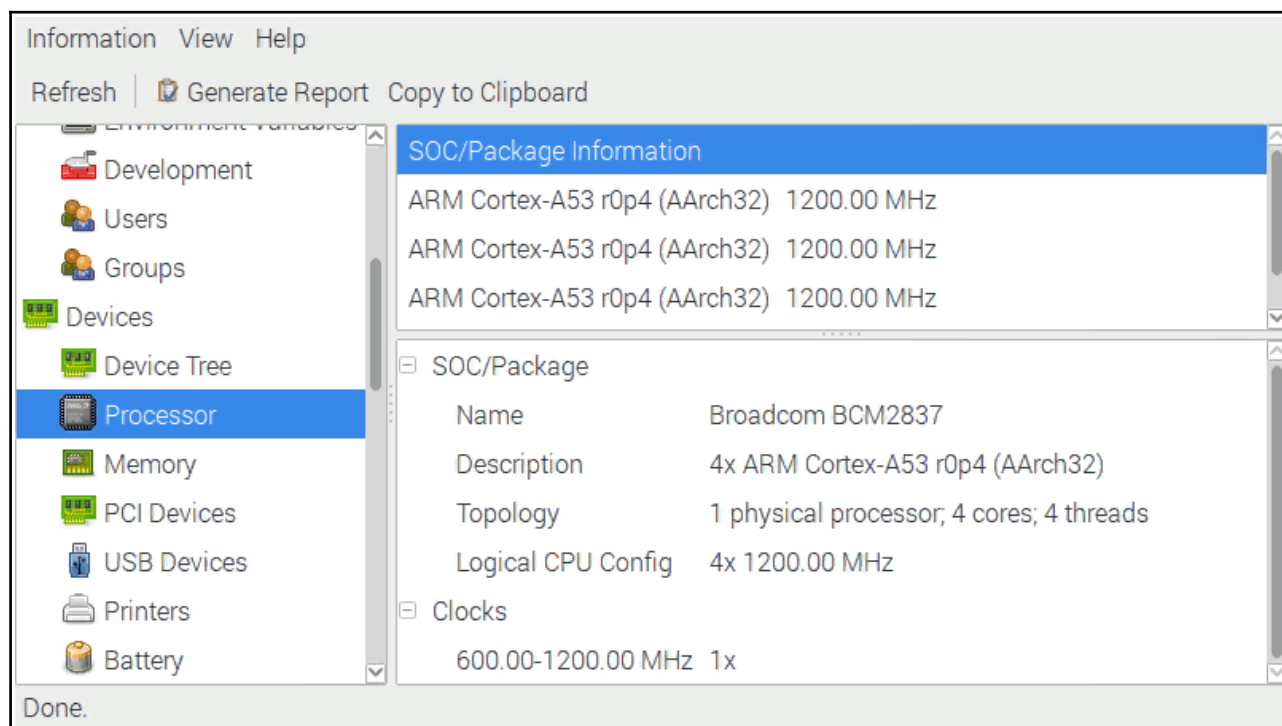 Information View Help
Refresh Generate Report Copy to Clipboard
Environment Variables
Development
Users
Groups
Devices
Device Tree
Processor
Memory
PCI Devices
USB Devices
Printers
Battery
SOC/Package Information
ARM Cortex-A53 r0p4 (AArch32) 1200.00 MHz
ARM Cortex-A53 r0p4 (AArch32) 1200.00 MHz
ARM Cortex-A53 r0p4 (AArch32) 1200.00 MHz
SOC/Package
Name Broadcom BCM2837
Description 4x ARM Cortex-A53 r0p4 (AArch32)
Topology 1 physical processor; 4 cores; 4 threads
Logical CPU Config 4x 1200.00 MHz
Clocks
600.00-1200.00 MHz 1x
Done.